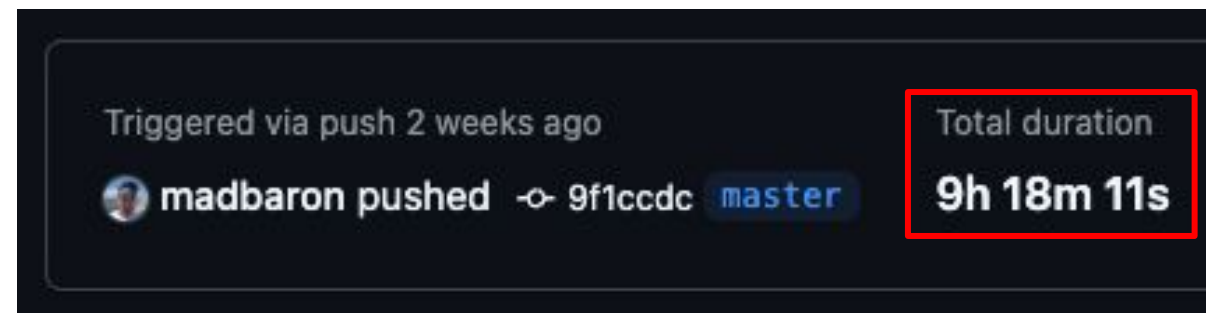 Triggered via push 2 weeks ago
madbaron pushed 9f1ccdc master
Total duration
9h 18m 11s